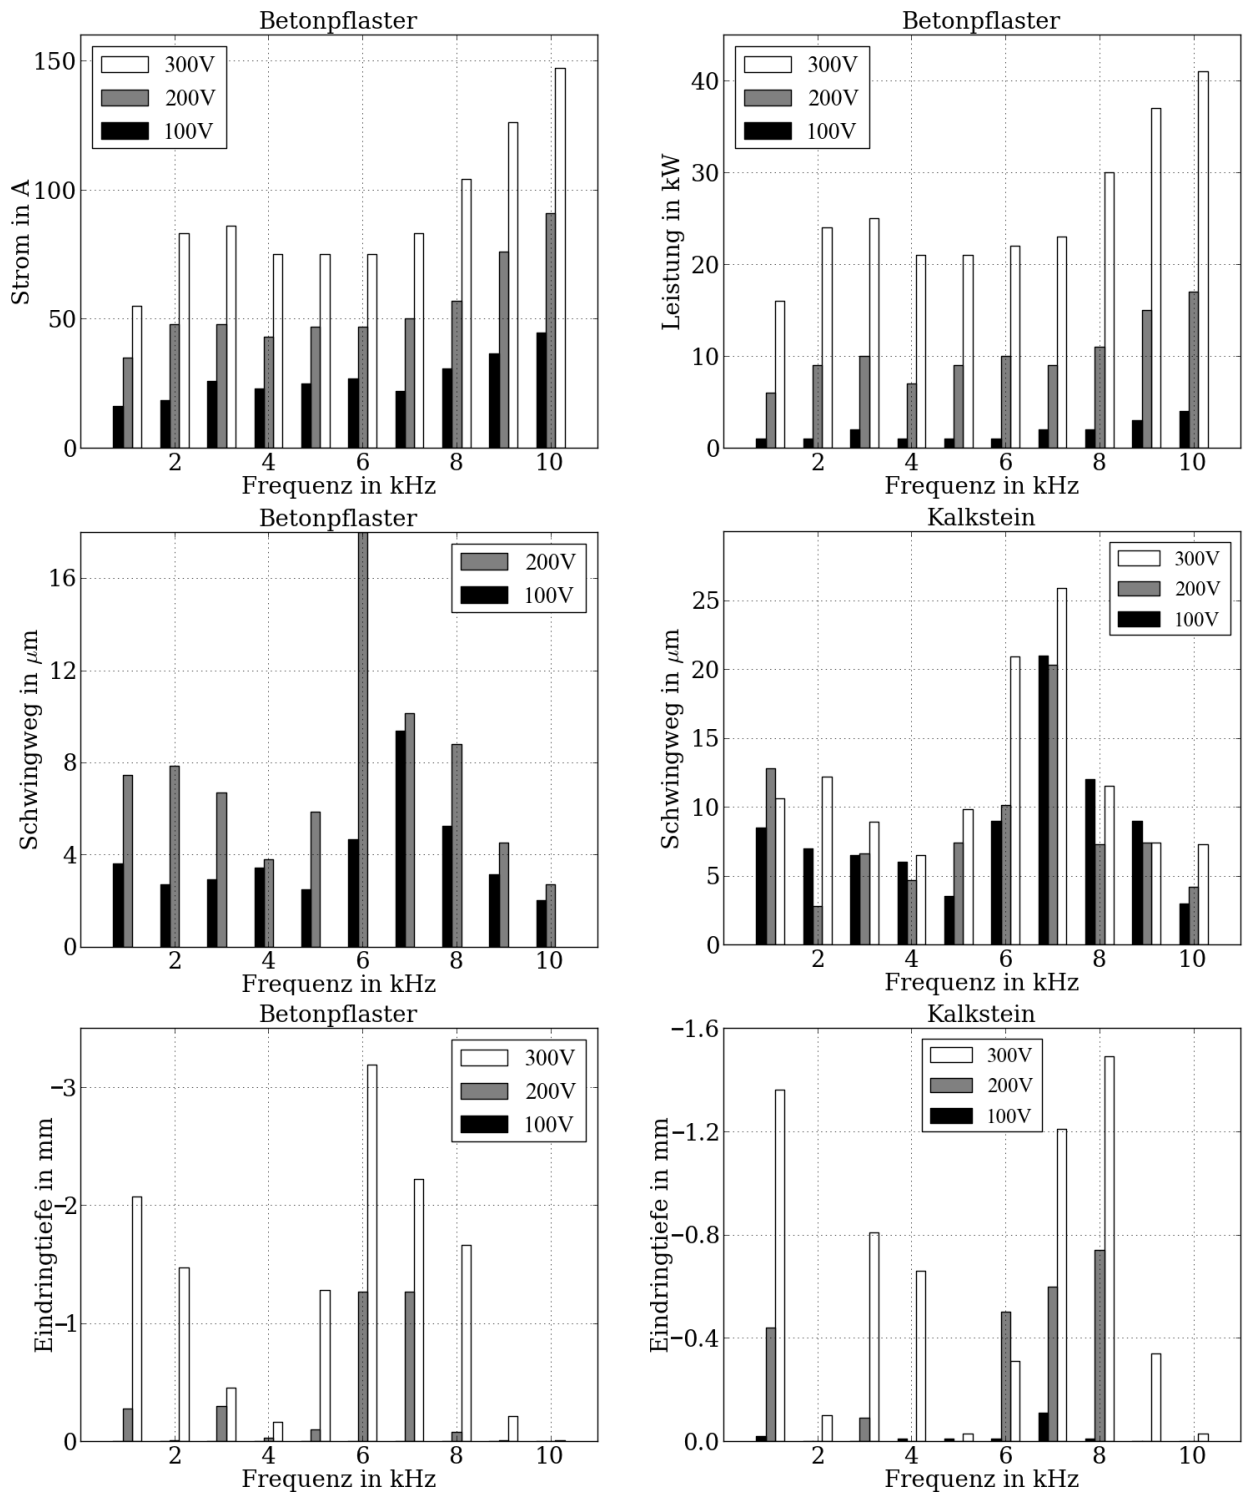 Betonpflaster
300V
200V
100V
150
100
50
0
Strom in A
2 4 6 8 10
Frequenz in kHz
Betonpflaster
300V
200V
100V
40
30
20
10
0
Leistung in kW
2 4 6 8 10
Frequenz in kHz
Betonpflaster
200V
100V
16
12
8
4
0
Schwingweg in μm
2 4 6 8 10
Frequenz in kHz
Kalkstein
300V
200V
100V
25
20
15
10
5
0
Schwingweg in μm
2 4 6 8 10
Frequenz in kHz
Betonpflaster
300V
200V
100V
−3
−2
−1
0
Eindringtiefe in mm
2 4 6 8 10
Frequenz in kHz
Kalkstein
300V
200V
100V
−1.6
−1.2
−0.8
−0.4
0.0
Eindringtiefe in mm
2 4 6 8 10
Frequenz in kHz